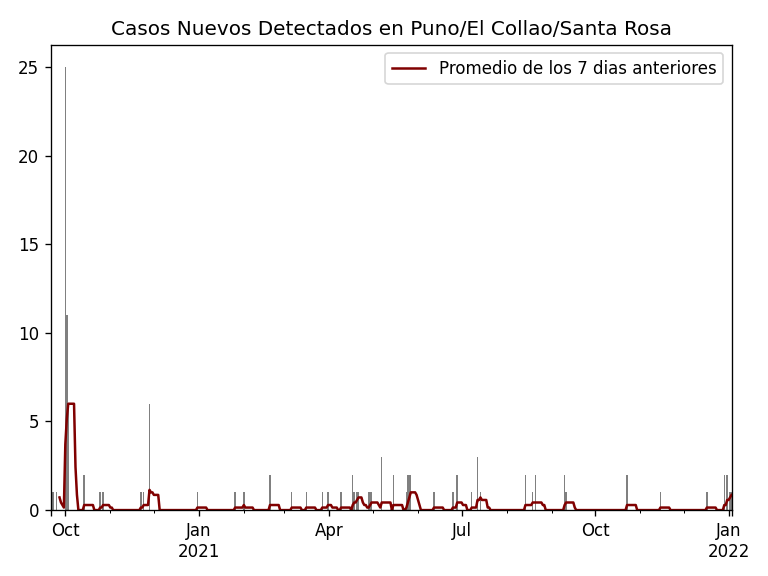 Casos Nuevos Detectados en Puno/El Collao/Santa Rosa
Promedio de los 7 dias anteriores
25
20
15
10
5
0
Oct Jan Apr Jul Oct Jan
2021 2022